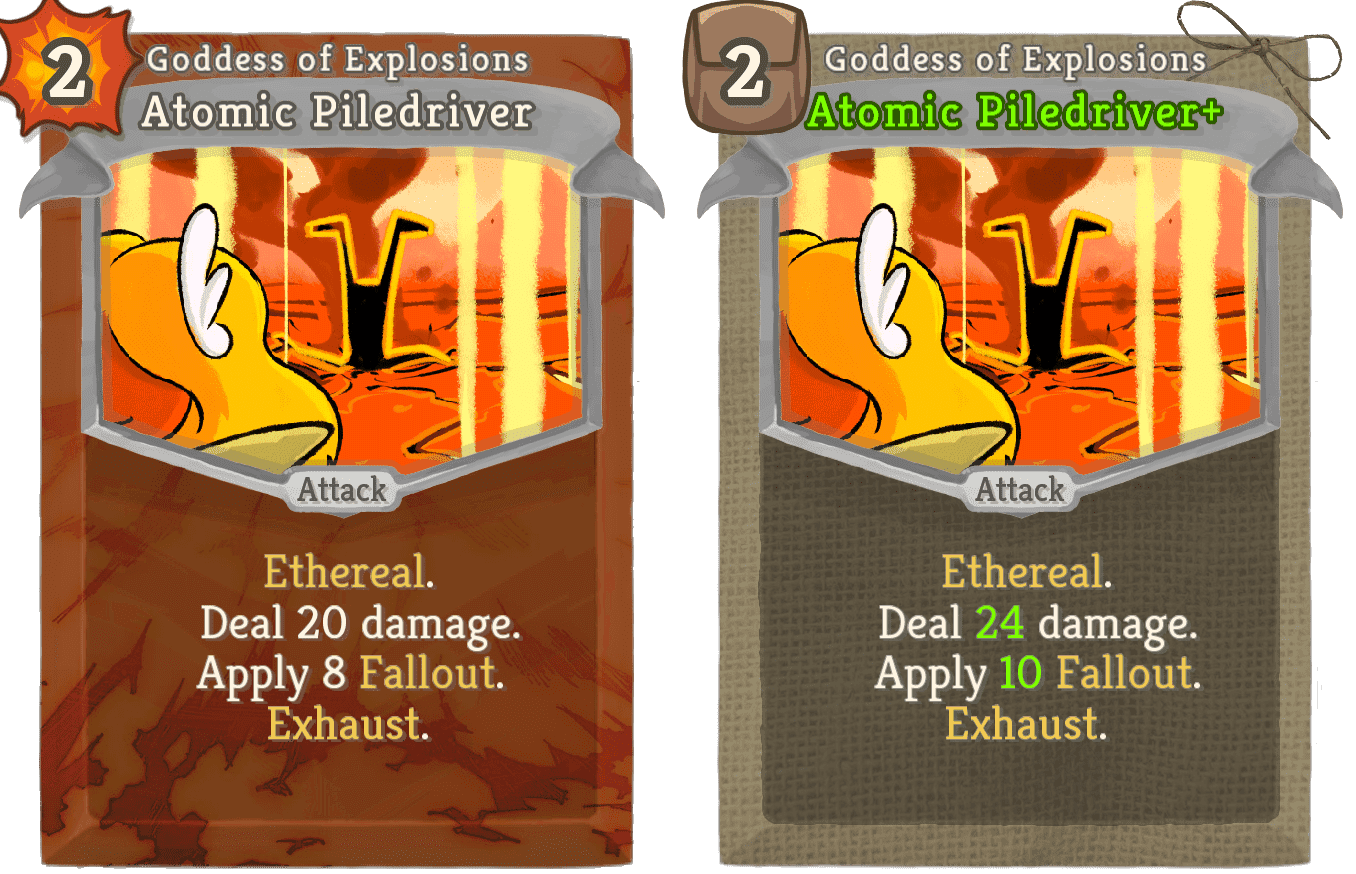 2
Goddess of Explosions
Atomic Piledriver
Attack
Ethereal.
Deal 20 damage.
Apply 8 Fallout.
Exhaust.
2
Goddess of Explosions
Atomic Piledriver+
Attack
Ethereal.
Deal 24 damage.
Apply 10 Fallout.
Exhaust.